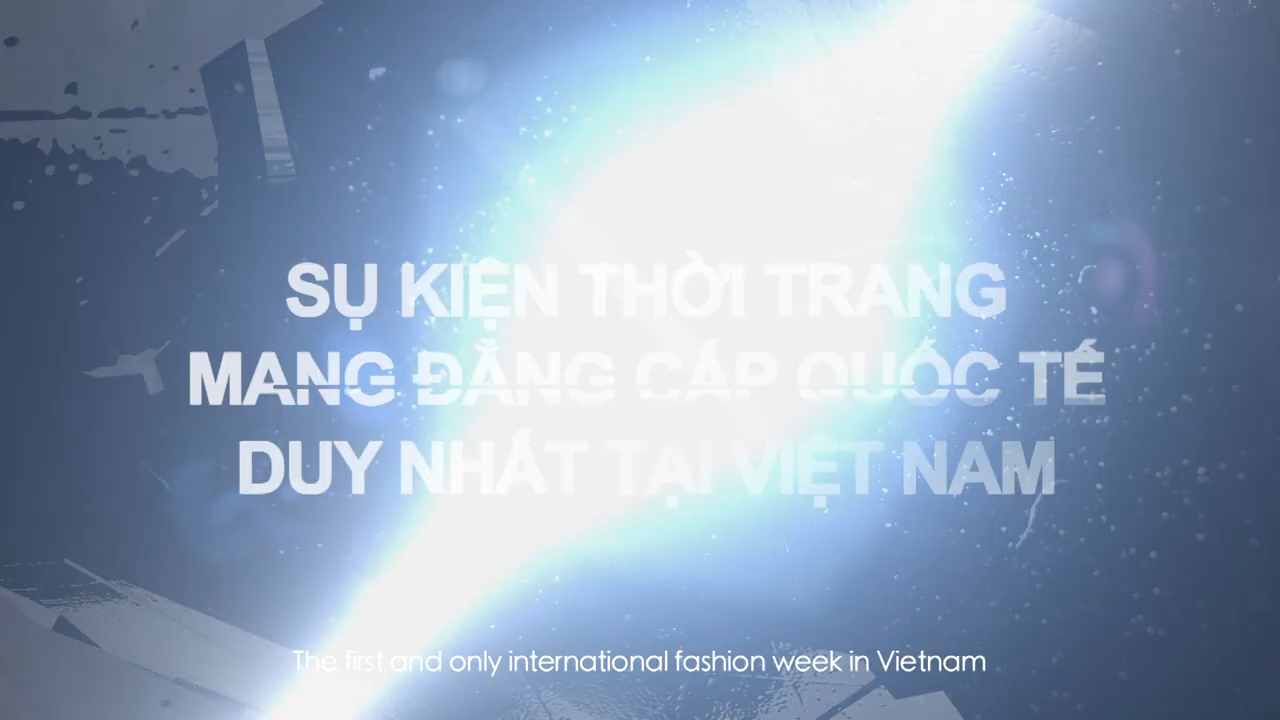 SỰ KIỆN THỜI TRANG
MANG ĐẲNG CẤP QUỐC TẾ
DUY NHẤT TẠI VIỆT NAM
The first and only international fashion week in Vietnam